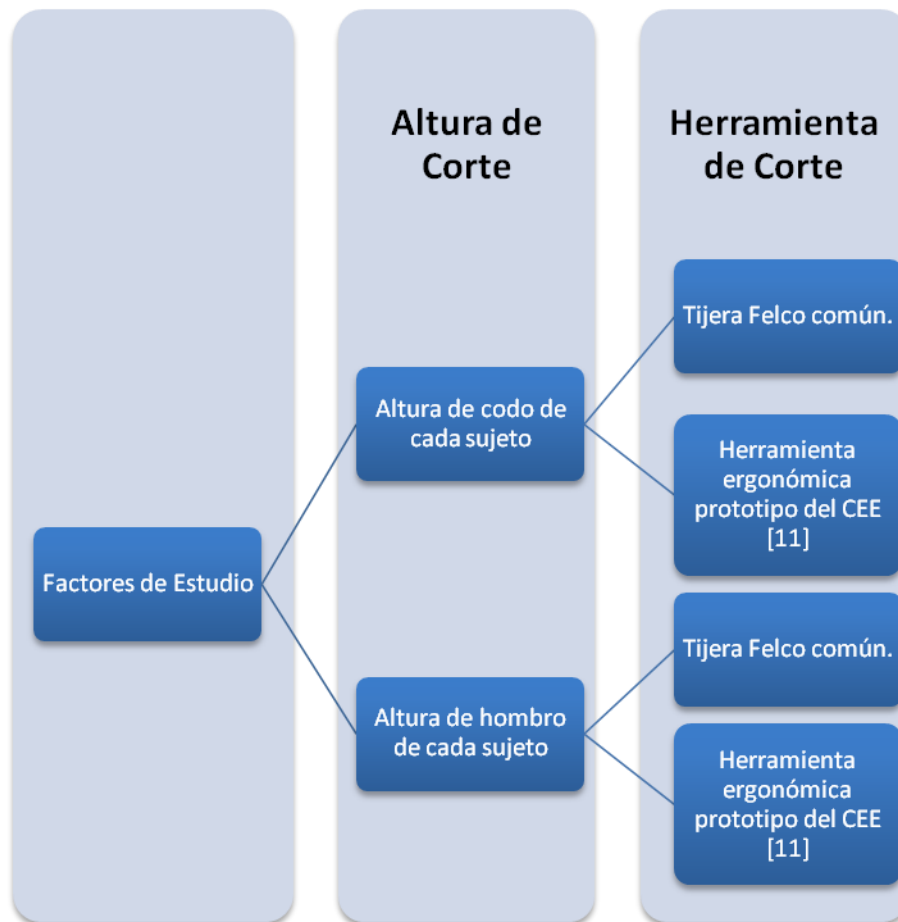 Altura de
Corte
Herramienta
de Corte
Factores de Estudio
Altura de codo de
cada sujeto
Tijera Felco común.
Herramienta
ergonómica
prototipo del CEE
[11]
Altura de hombro
de cada sujeto
Tijera Felco común.
Herramienta
ergonómica
prototipo del CEE
[11]